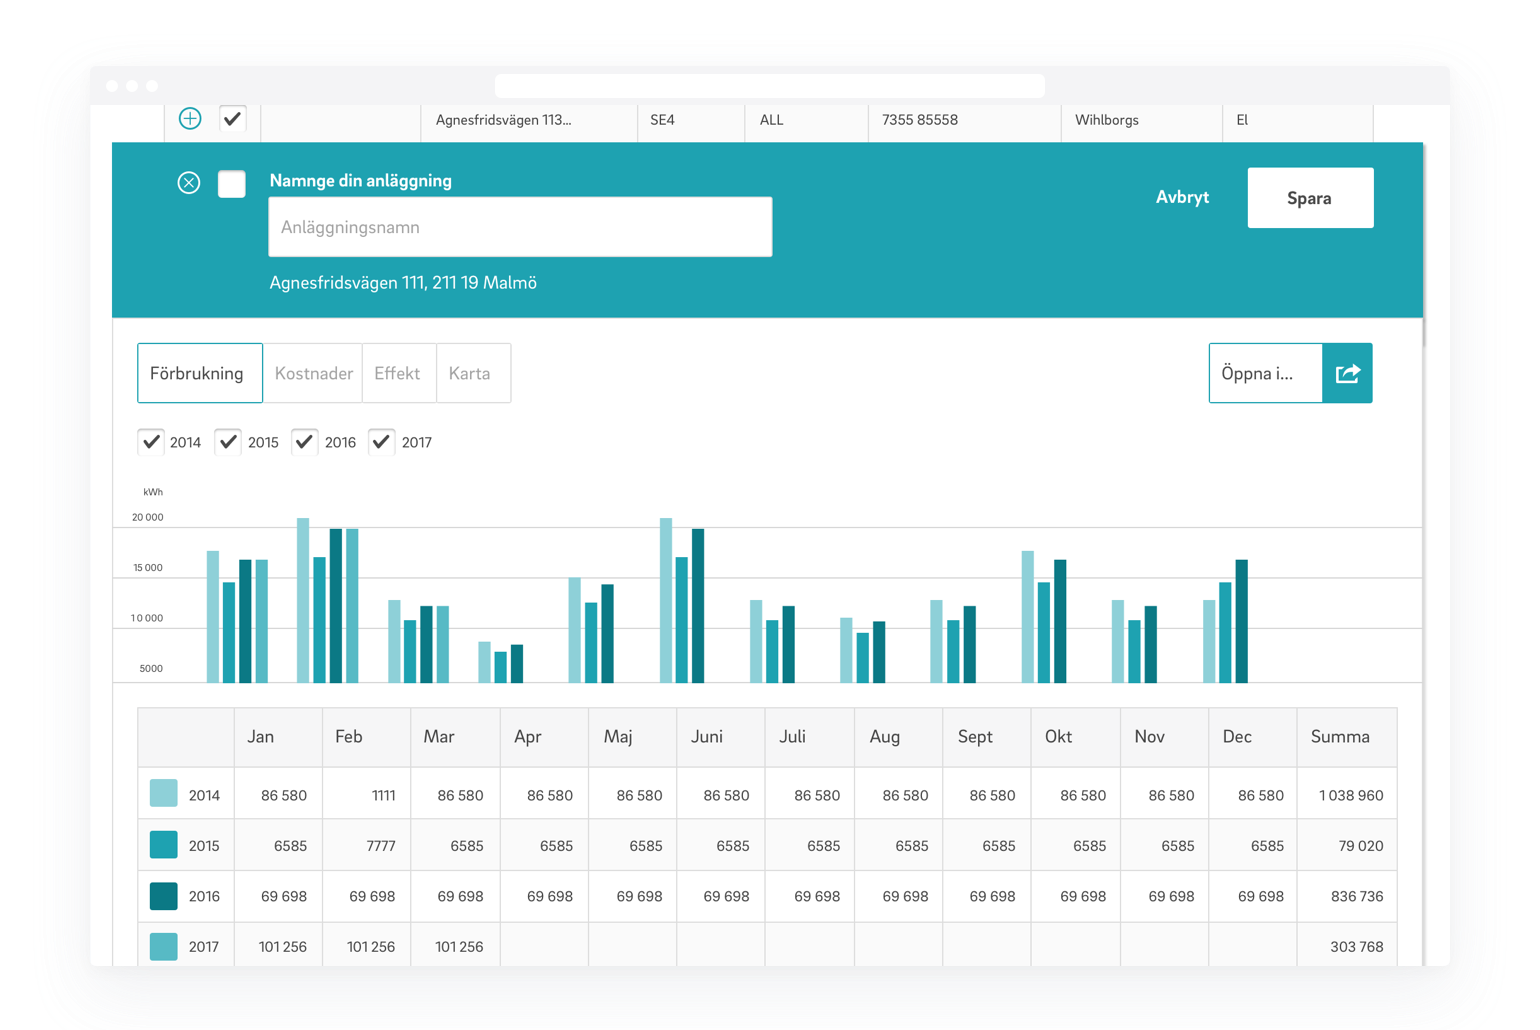 Agnesfridsvägen 113... SE4 ALL 7355 85558 Wihlborgs El
Namnge din anläggning
Anläggningsnamn
Agnesfridsvägen 111, 211 19 Malmö
Avbryt Spara
Förbrukning Kostnader Effekt Karta Öppna i...
2014 2015 2016 2017
kWh
20 000
15 000
10 000
5000
Jan Feb Mar Apr Maj Juni Juli Aug Sept Okt Nov Dec Summa
2014 86 580 1111 86 580 86 580 86 580 86 580 86 580 86 580 86 580 86 580 86 580 86 580 1 038 960
2015 6585 7777 6585 6585 6585 6585 6585 6585 6585 6585 6585 6585 79 020
2016 69 698 69 698 69 698 69 698 69 698 69 698 69 698 69 698 69 698 69 698 69 698 69 698 836 736
2017 101 256 101 256 101 256 303 768